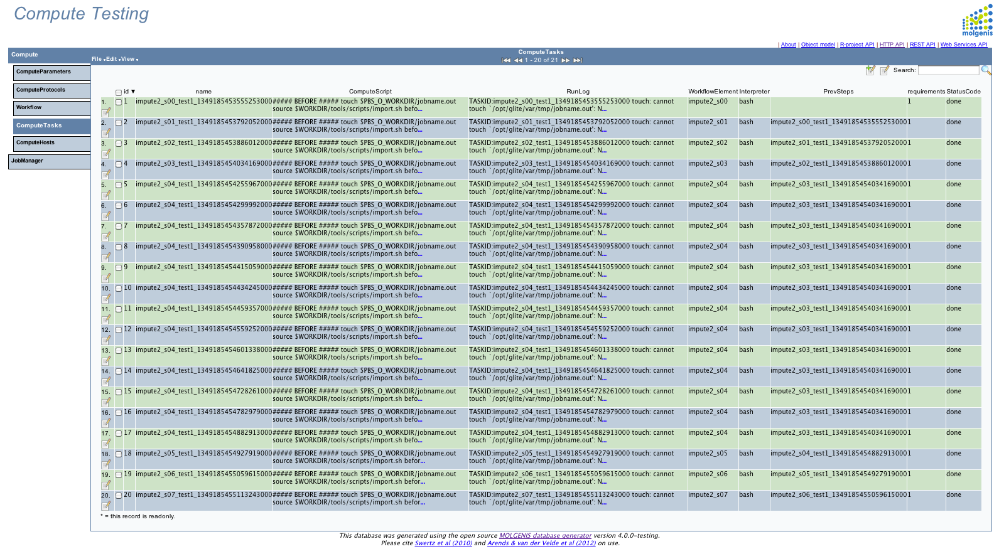 Compute Testing
molgenis
| About | Object model | R-project API | HTTP API | REST API | Web Services API
Compute
ComputeTasks
File Edit View
1 - 20 of 21
ComputeParameters
ComputeProtocols
Workflow
ComputeTasks
ComputeHosts
JobManager
Search:
id ▼ name ComputeScript RunLog WorkflowElement Interpreter PrevSteps requirements StatusCode
1. 1 impute2_s00_test1_1349185453555253000 ##### BEFORE ##### touch $PBS_O_WORKDIR/jobname.out TASKID:impute2_s00_test1_1349185453555253000 touch: cannot impute2_s00 bash 1 done
source $WORKDIR/tools/scripts/import.sh befo... touch `/opt/glite/var/tmp/jobname.out': N...
2. 2 impute2_s01_test1_1349185453792052000 ##### BEFORE ##### touch $PBS_O_WORKDIR/jobname.out TASKID:impute2_s01_test1_1349185453792052000 touch: cannot impute2_s01 bash impute2_s00_test1_1349185453555253000 1 done
source $WORKDIR/tools/scripts/import.sh befo... touch `/opt/glite/var/tmp/jobname.out': N...
3. 3 impute2_s02_test1_1349185453886012000 ##### BEFORE ##### touch $PBS_O_WORKDIR/jobname.out TASKID:impute2_s02_test1_1349185453886012000 touch: cannot impute2_s02 bash impute2_s01_test1_1349185453792052000 1 done
source $WORKDIR/tools/scripts/import.sh befo... touch `/opt/glite/var/tmp/jobname.out': N...
4. 4 impute2_s03_test1_1349185454034169000 ##### BEFORE ##### touch $PBS_O_WORKDIR/jobname.out TASKID:impute2_s03_test1_1349185454034169000 touch: cannot impute2_s03 bash impute2_s02_test1_1349185453886012000 1 done
source $WORKDIR/tools/scripts/import.sh befo... touch `/opt/glite/var/tmp/jobname.out': N...
5. 5 impute2_s04_test1_1349185454255967000 ##### BEFORE ##### touch $PBS_O_WORKDIR/jobname.out TASKID:impute2_s04_test1_1349185454255967000 touch: cannot impute2_s04 bash impute2_s03_test1_1349185454034169000 1 done
source $WORKDIR/tools/scripts/import.sh befo... touch `/opt/glite/var/tmp/jobname.out': N...
6. 6 impute2_s04_test1_1349185454299992000 ##### BEFORE ##### touch $PBS_O_WORKDIR/jobname.out TASKID:impute2_s04_test1_1349185454299992000 touch: cannot impute2_s04 bash impute2_s03_test1_1349185454034169000 1 done
source $WORKDIR/tools/scripts/import.sh befo... touch `/opt/glite/var/tmp/jobname.out': N...
7. 7 impute2_s04_test1_1349185454357872000 ##### BEFORE ##### touch $PBS_O_WORKDIR/jobname.out TASKID:impute2_s04_test1_1349185454357872000 touch: cannot impute2_s04 bash impute2_s03_test1_1349185454034169000 1 done
source $WORKDIR/tools/scripts/import.sh befo... touch `/opt/glite/var/tmp/jobname.out': N...
8. 8 impute2_s04_test1_1349185454390958000 ##### BEFORE ##### touch $PBS_O_WORKDIR/jobname.out TASKID:impute2_s04_test1_1349185454390958000 touch: cannot impute2_s04 bash impute2_s03_test1_1349185454034169000 1 done
source $WORKDIR/tools/scripts/import.sh befo... touch `/opt/glite/var/tmp/jobname.out': N...
9. 9 impute2_s04_test1_1349185454415059000 ##### BEFORE ##### touch $PBS_O_WORKDIR/jobname.out TASKID:impute2_s04_test1_1349185454415059000 touch: cannot impute2_s04 bash impute2_s03_test1_1349185454034169000 1 done
source $WORKDIR/tools/scripts/import.sh befo... touch `/opt/glite/var/tmp/jobname.out': N...
10. 10 impute2_s04_test1_1349185454434245000 ##### BEFORE ##### touch $PBS_O_WORKDIR/jobname.out TASKID:impute2_s04_test1_1349185454434245000 touch: cannot impute2_s04 bash impute2_s03_test1_1349185454034169000 1 done
source $WORKDIR/tools/scripts/import.sh befo... touch `/opt/glite/var/tmp/jobname.out': N...
11. 11 impute2_s04_test1_1349185454459357000 ##### BEFORE ##### touch $PBS_O_WORKDIR/jobname.out TASKID:impute2_s04_test1_1349185454459357000 touch: cannot impute2_s04 bash impute2_s03_test1_1349185454034169000 1 done
source $WORKDIR/tools/scripts/import.sh befo... touch `/opt/glite/var/tmp/jobname.out': N...
12. 12 impute2_s04_test1_1349185454559252000 ##### BEFORE ##### touch $PBS_O_WORKDIR/jobname.out TASKID:impute2_s04_test1_1349185454559252000 touch: cannot impute2_s04 bash impute2_s03_test1_1349185454034169000 1 done
source $WORKDIR/tools/scripts/import.sh befo... touch `/opt/glite/var/tmp/jobname.out': N...
13. 13 impute2_s04_test1_1349185454601338000 ##### BEFORE ##### touch $PBS_O_WORKDIR/jobname.out TASKID:impute2_s04_test1_1349185454601338000 touch: cannot impute2_s04 bash impute2_s03_test1_1349185454034169000 1 done
source $WORKDIR/tools/scripts/import.sh befo... touch `/opt/glite/var/tmp/jobname.out': N...
14. 14 impute2_s04_test1_1349185454641825000 ##### BEFORE ##### touch $PBS_O_WORKDIR/jobname.out TASKID:impute2_s04_test1_1349185454641825000 touch: cannot impute2_s04 bash impute2_s03_test1_1349185454034169000 1 done
source $WORKDIR/tools/scripts/import.sh befo... touch `/opt/glite/var/tmp/jobname.out': N...
15. 15 impute2_s04_test1_1349185454728261000 ##### BEFORE ##### touch $PBS_O_WORKDIR/jobname.out TASKID:impute2_s04_test1_1349185454728261000 touch: cannot impute2_s04 bash impute2_s03_test1_1349185454034169000 1 done
source $WORKDIR/tools/scripts/import.sh befo... touch `/opt/glite/var/tmp/jobname.out': N...
16. 16 impute2_s04_test1_1349185454782979000 ##### BEFORE ##### touch $PBS_O_WORKDIR/jobname.out TASKID:impute2_s04_test1_1349185454782979000 touch: cannot impute2_s04 bash impute2_s03_test1_1349185454034169000 1 done
source $WORKDIR/tools/scripts/import.sh befo... touch `/opt/glite/var/tmp/jobname.out': N...
17. 17 impute2_s04_test1_1349185454882913000 ##### BEFORE ##### touch $PBS_O_WORKDIR/jobname.out TASKID:impute2_s04_test1_1349185454882913000 touch: cannot impute2_s04 bash impute2_s03_test1_1349185454034169000 1 done
source $WORKDIR/tools/scripts/import.sh befo... touch `/opt/glite/var/tmp/jobname.out': N...
18. 18 impute2_s05_test1_1349185454927919000 ##### BEFORE ##### touch $PBS_O_WORKDIR/jobname.out TASKID:impute2_s05_test1_1349185454927919000 touch: cannot impute2_s05 bash impute2_s04_test1_1349185454882913000 1 done
source $WORKDIR/tools/scripts/import.sh befor... touch `/opt/glite/var/tmp/jobname.out': N...
19. 19 impute2_s06_test1_1349185455059615000 ##### BEFORE ##### touch $PBS_O_WORKDIR/jobname.out TASKID:impute2_s06_test1_1349185455059615000 touch: cannot impute2_s06 bash impute2_s05_test1_1349185454927919000 1 done
source $WORKDIR/tools/scripts/import.sh befor... touch `/opt/glite/var/tmp/jobname.out': N...
20. 20 impute2_s07_test1_1349185455113243000 ##### BEFORE ##### touch $PBS_O_WORKDIR/jobname.out TASKID:impute2_s07_test1_1349185455113243000 touch: cannot impute2_s07 bash impute2_s06_test1_1349185455059615000 1 done
source $WORKDIR/tools/scripts/import.sh befor... touch `/opt/glite/var/tmp/jobname.out': N...
* = this record is readonly.
This database was generated using the open source MOLGENIS database generator version 4.0.0-testing.
Please cite Swertz et al (2010) and Arends & van der Velde et al (2012) on use.